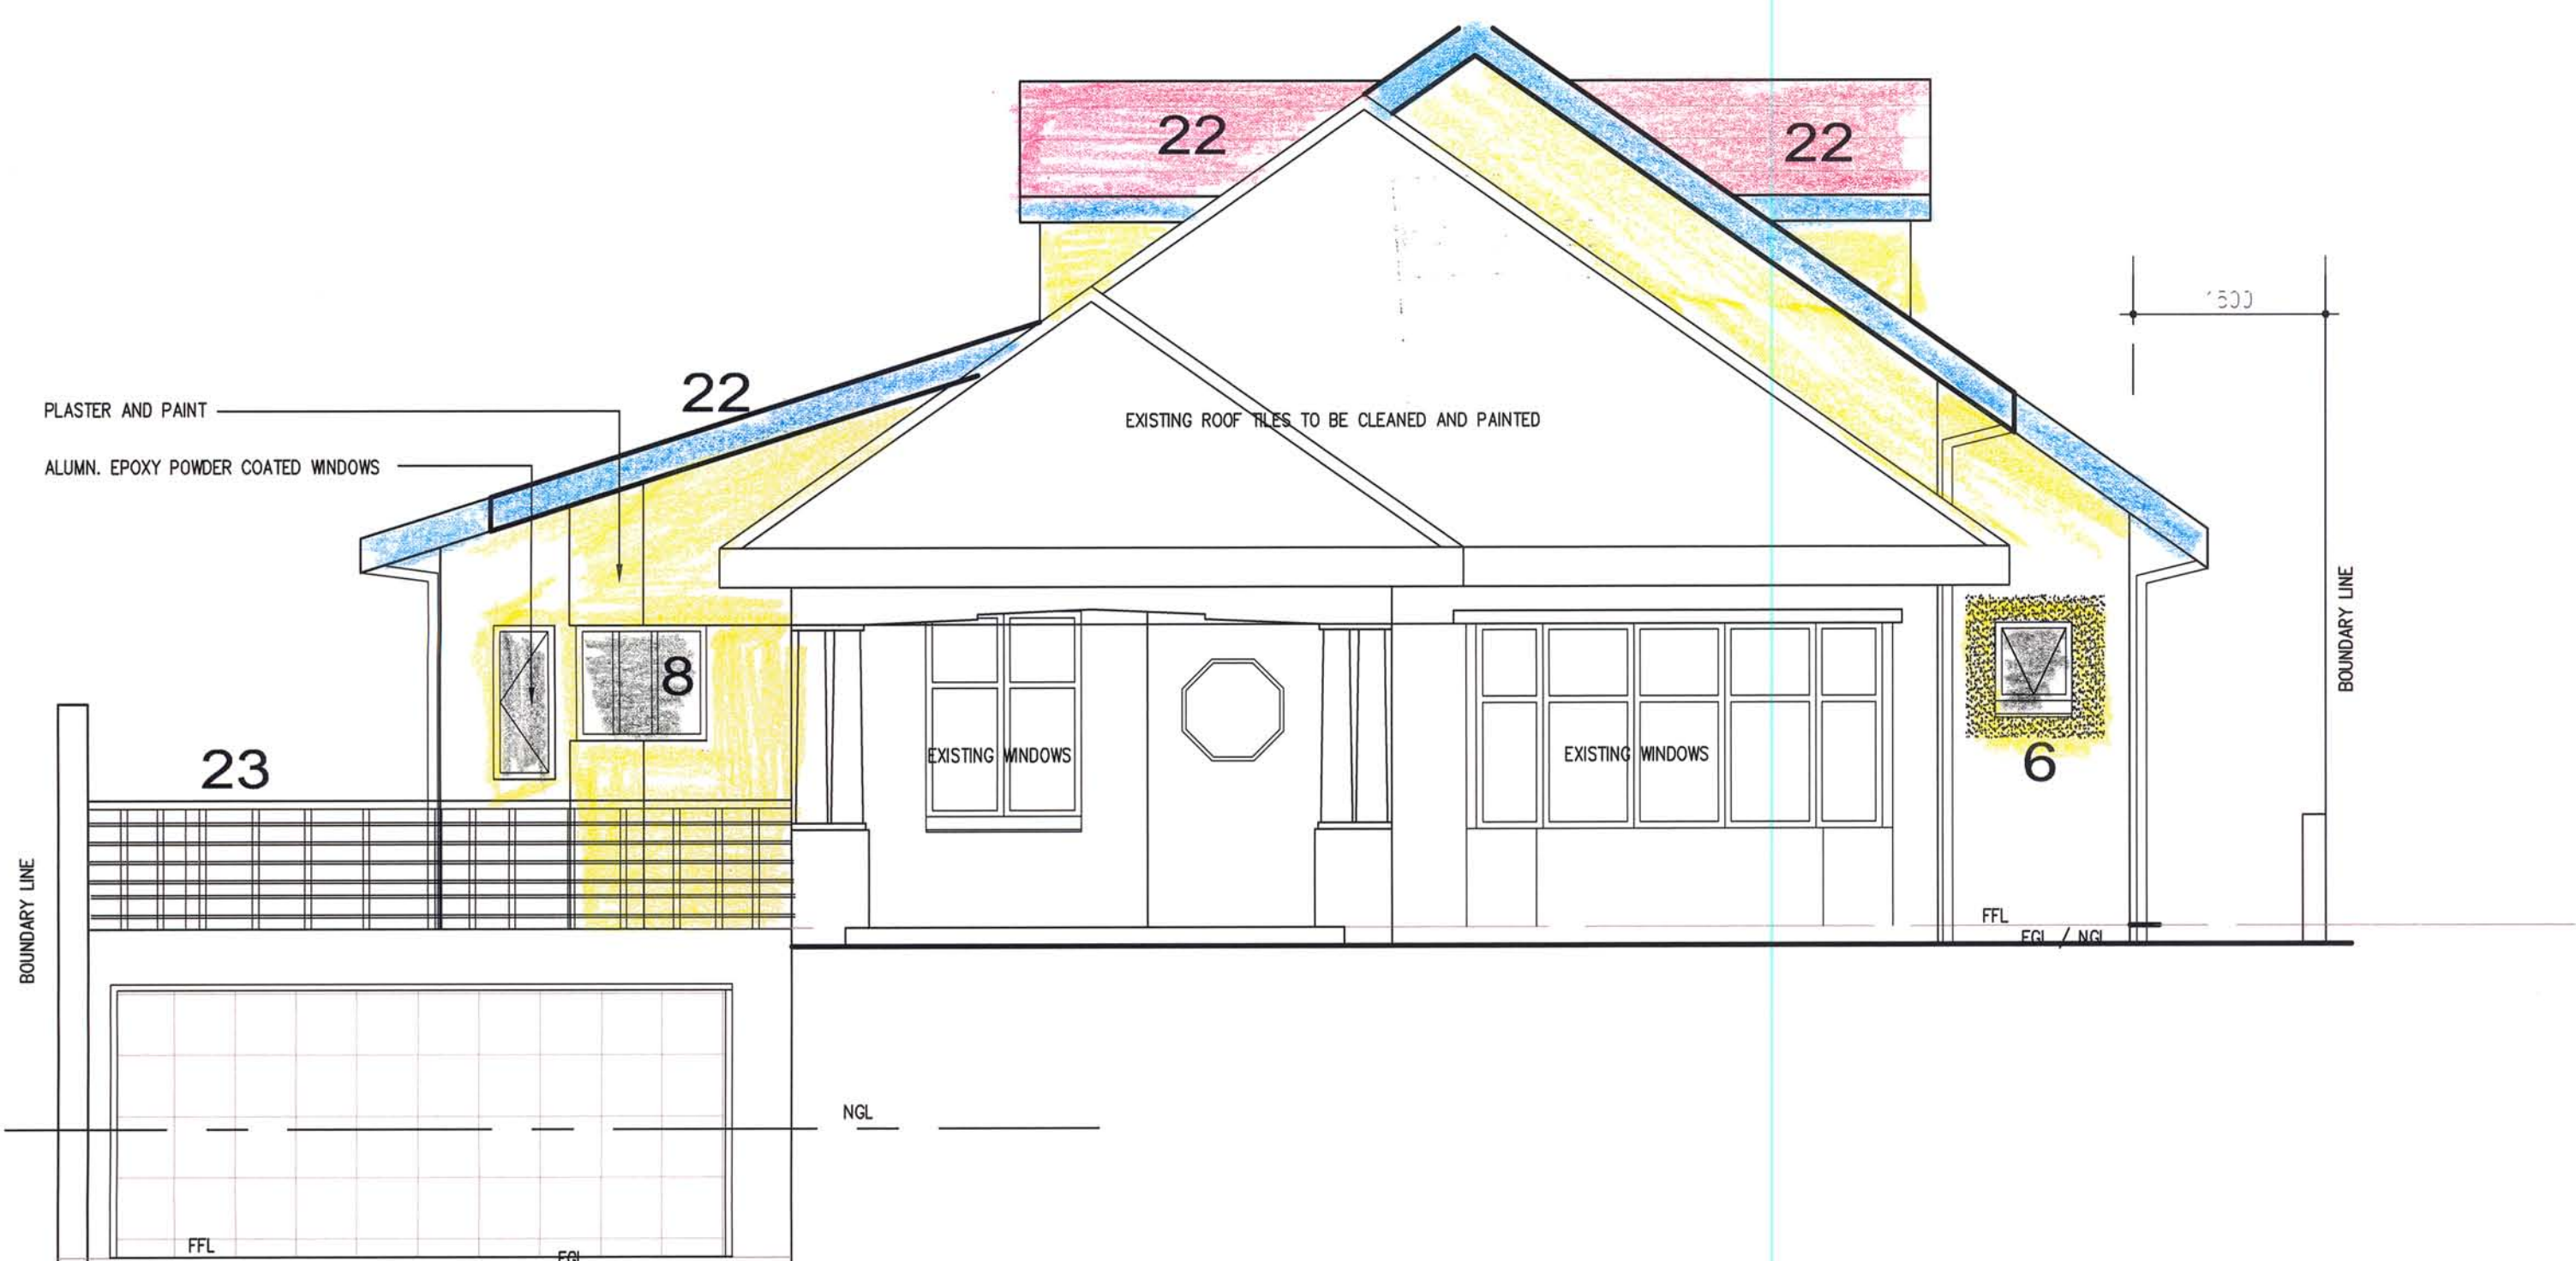 22
22
1500
22
PLASTER AND PAINT
ALUMN. EPOXY POWDER COATED WINDOWS
EXISTING ROOF TILES TO BE CLEANED AND PAINTED
BOUNDARY LINE
8
EXISTING WINDOWS
EXISTING WINDOWS
6
23
BOUNDARY LINE
FFL
EGL / NGL
NGL
FFL
EGL